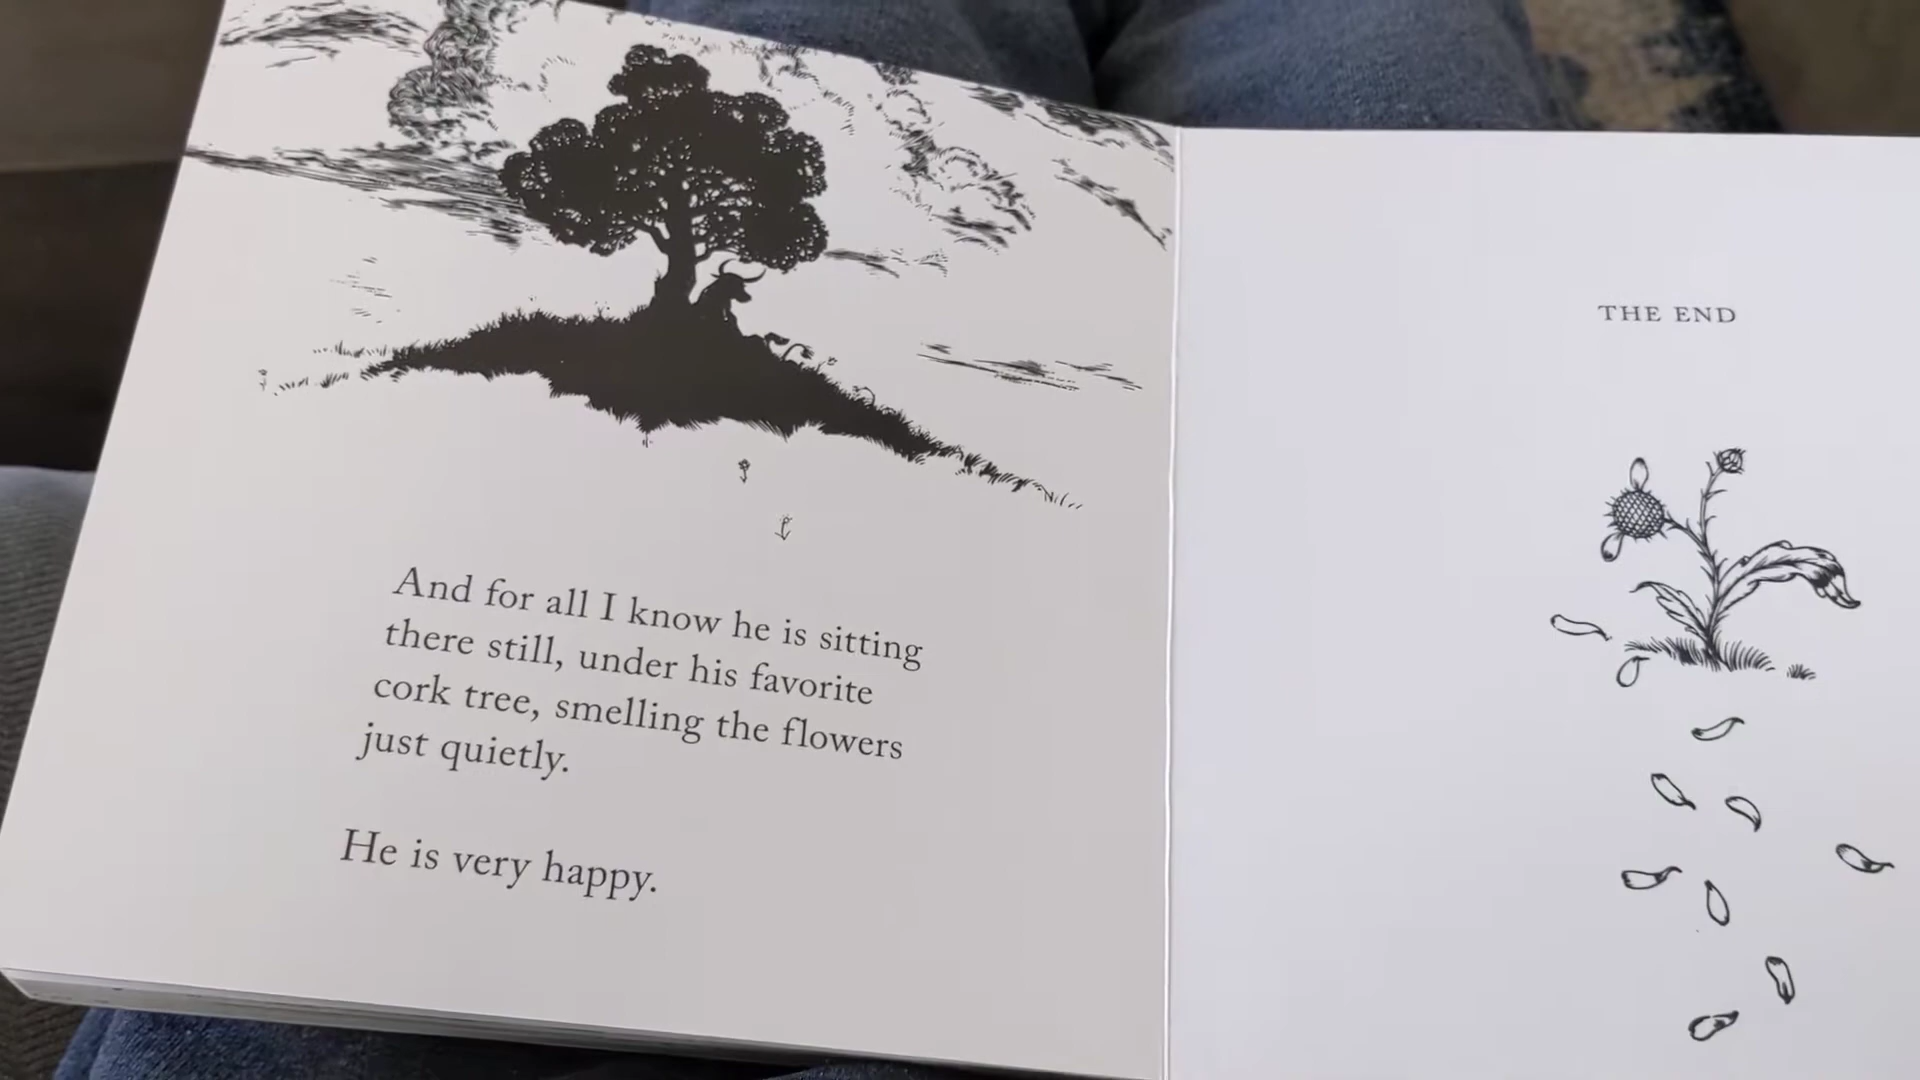 And for all I know he is sitting
there still, under his favorite
cork tree, smelling the flowers
just quietly.
He is very happy.
THE END